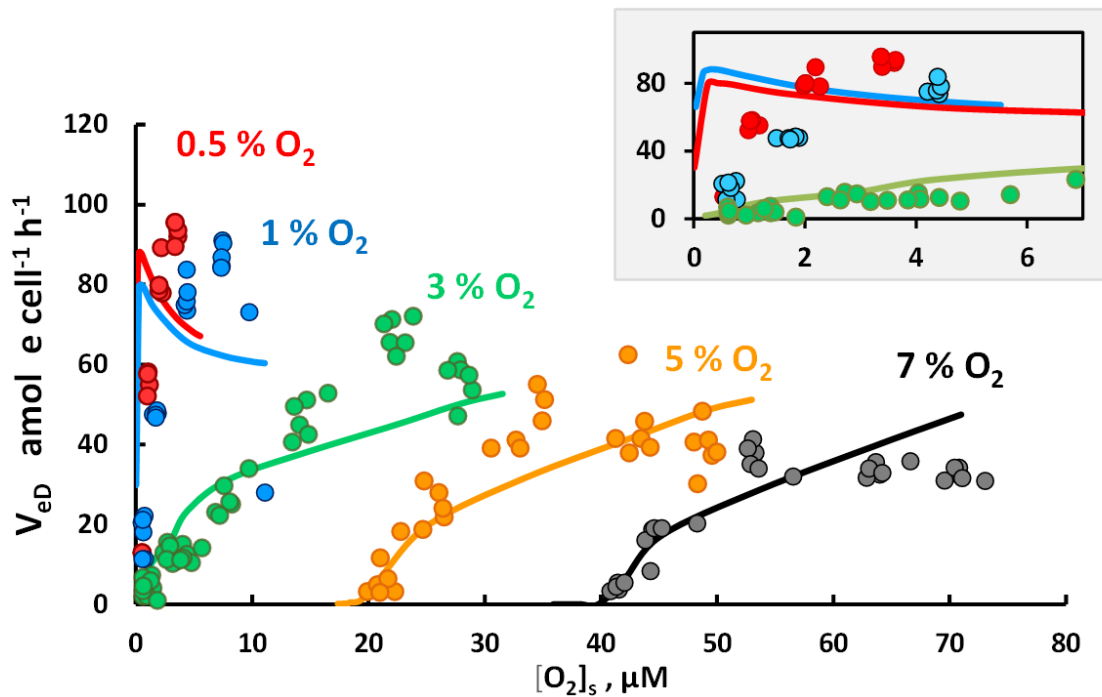 80
40
0
0 2 4 6
120
100
80
60
40
20
0
0.5 % O₂
1 % O₂
3 % O₂
5 % O₂
7 % O₂
V_eD amol e cell⁻¹ h⁻¹
0 10 20 30 40 50 60 70 80
[O₂]ₛ , µM